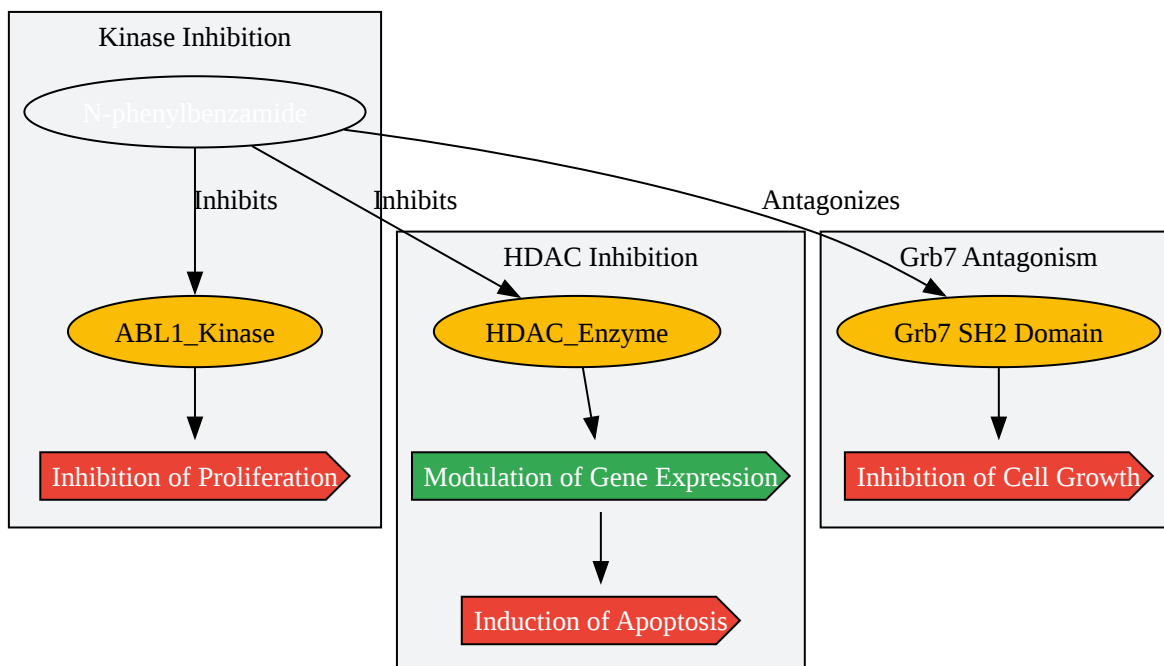 Kinase Inhibition
N-phenylbenzamide
Inhibits
Inhibits
Antagonizes
HDAC Inhibition
Grb7 Antagonism
ABL1_Kinase
HDAC_Enzyme
Grb7 SH2 Domain
Inhibition of Proliferation
Modulation of Gene Expression
Inhibition of Cell Growth
Induction of Apoptosis